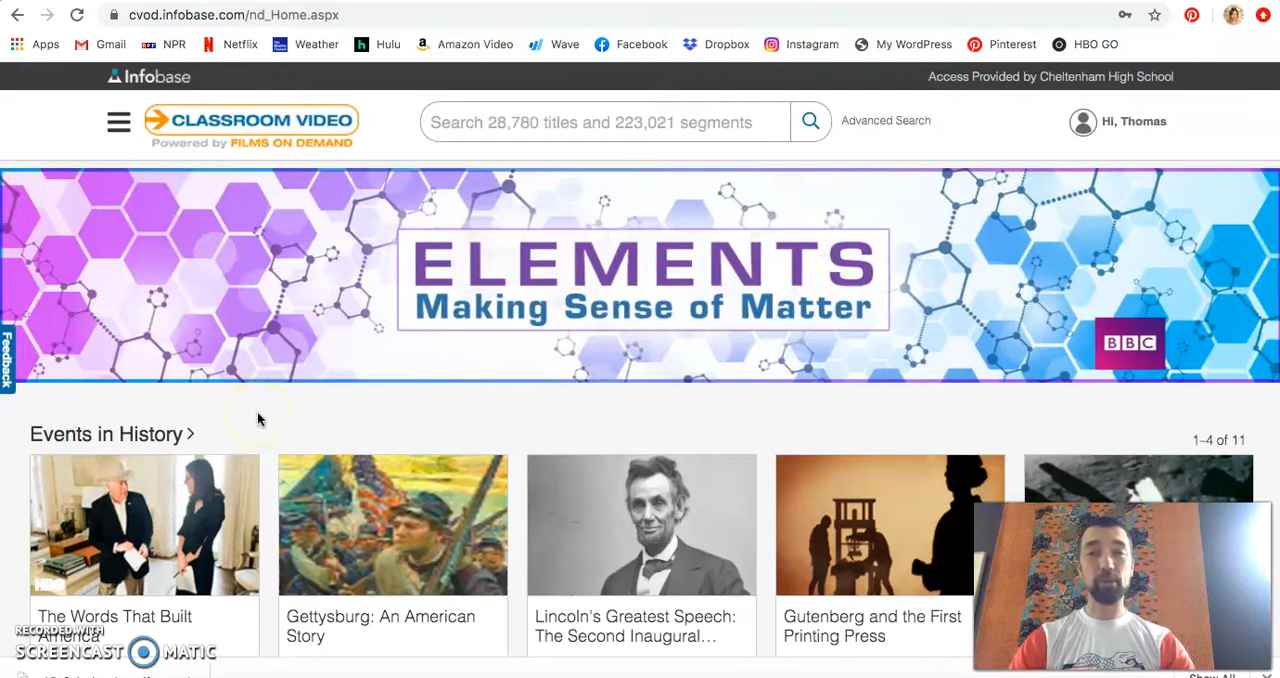 cvod.infobase.com/nd_Home.aspx
Apps Gmail NPR Netflix Weather Hulu Amazon Video Wave Facebook Dropbox Instagram My WordPress Pinterest HBO GO
Infobase Access Provided by Cheltenham High School
CLASSROOM VIDEO
Powered by FILMS ON DEMAND
Search 28,780 titles and 223,021 segments
Advanced Search
Hi, Thomas
ELEMENTS
Making Sense of Matter
BBC
Feedback
Events in History >
1–4 of 11
HBO
The Words That Built
America
Gettysburg: An American
Story
Lincoln's Greatest Speech:
The Second Inaugural...
Gutenberg and the First
Printing Press
RECORDED WITH
SCREENCAST MATIC
Show All